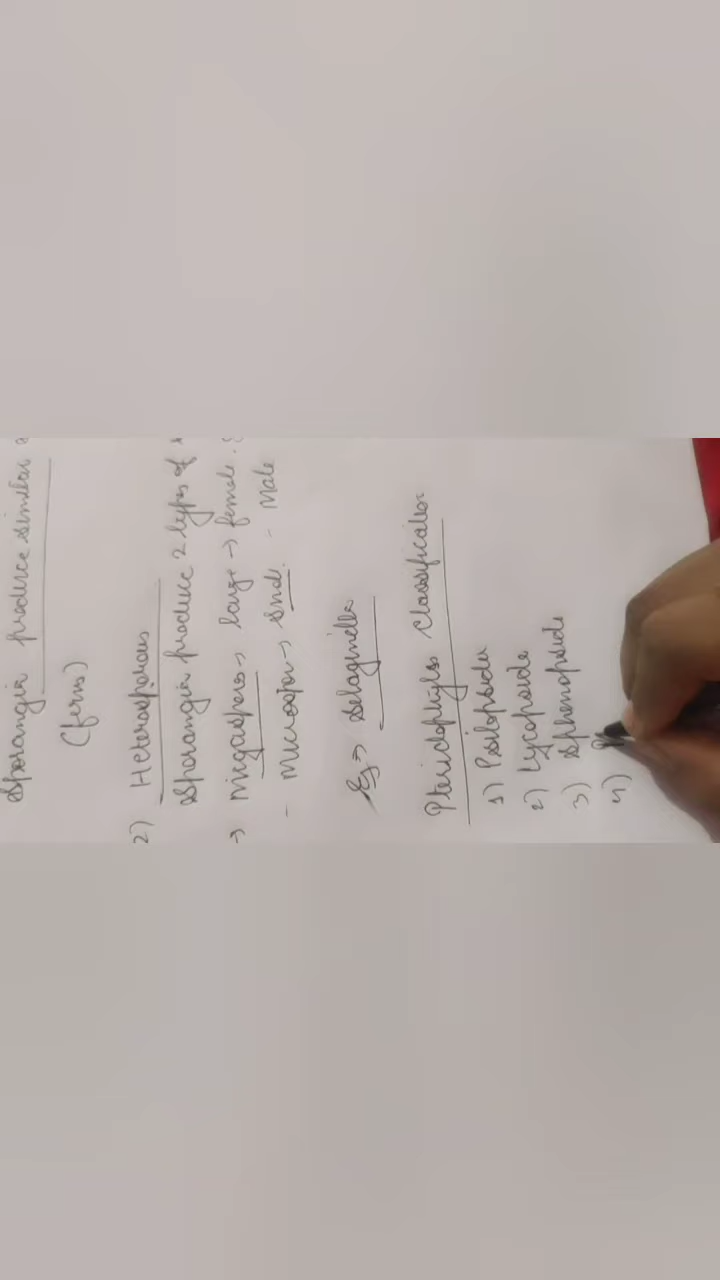 Sporangia produce similar
(ferns)
2) Heterosporous
Sporangia produce 2 types of
→ Megaspores → large → female.
- Microspor → Small. - Male
Eg → Selaginella
Pteridophytes Classification
1) Psilopsida
2) Lycopsida
3) Sphenopsida
4) P